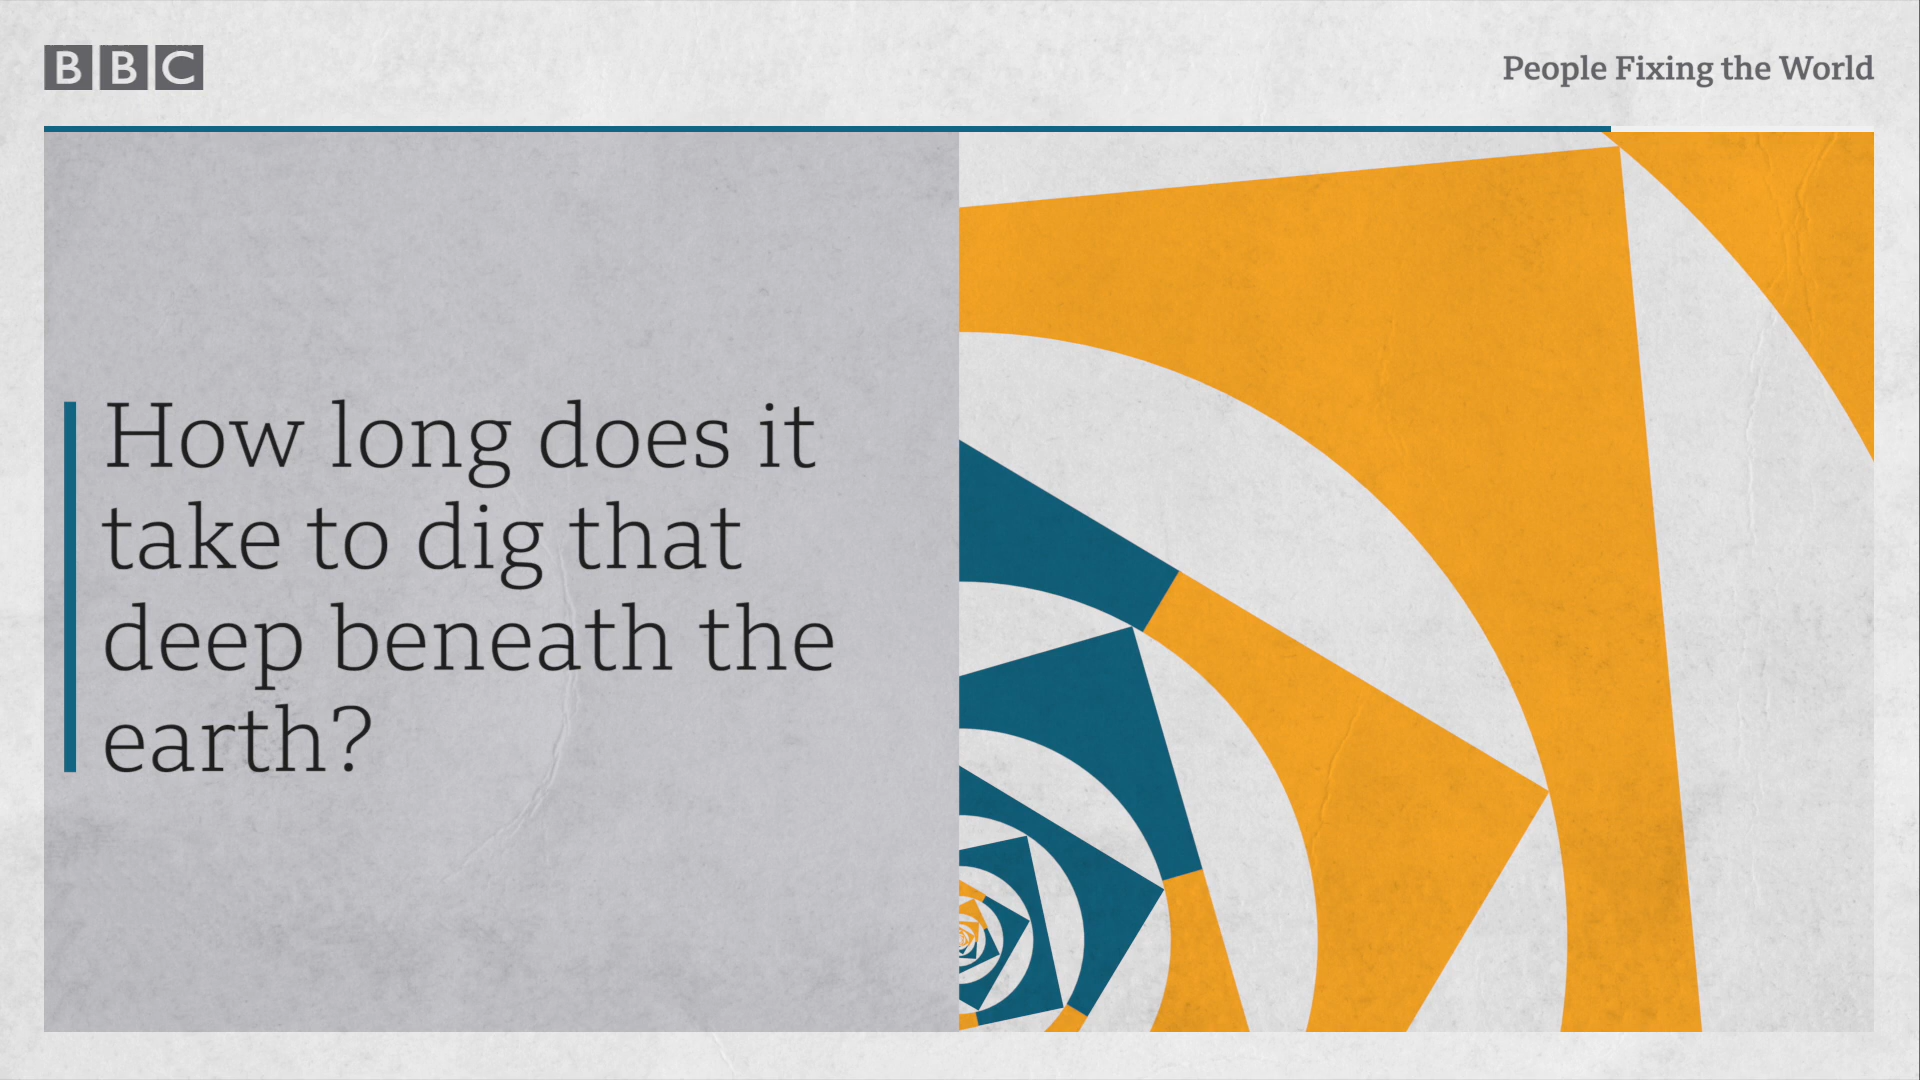 BBC
People Fixing the World
How long does it
take to dig that
deep beneath the
earth?